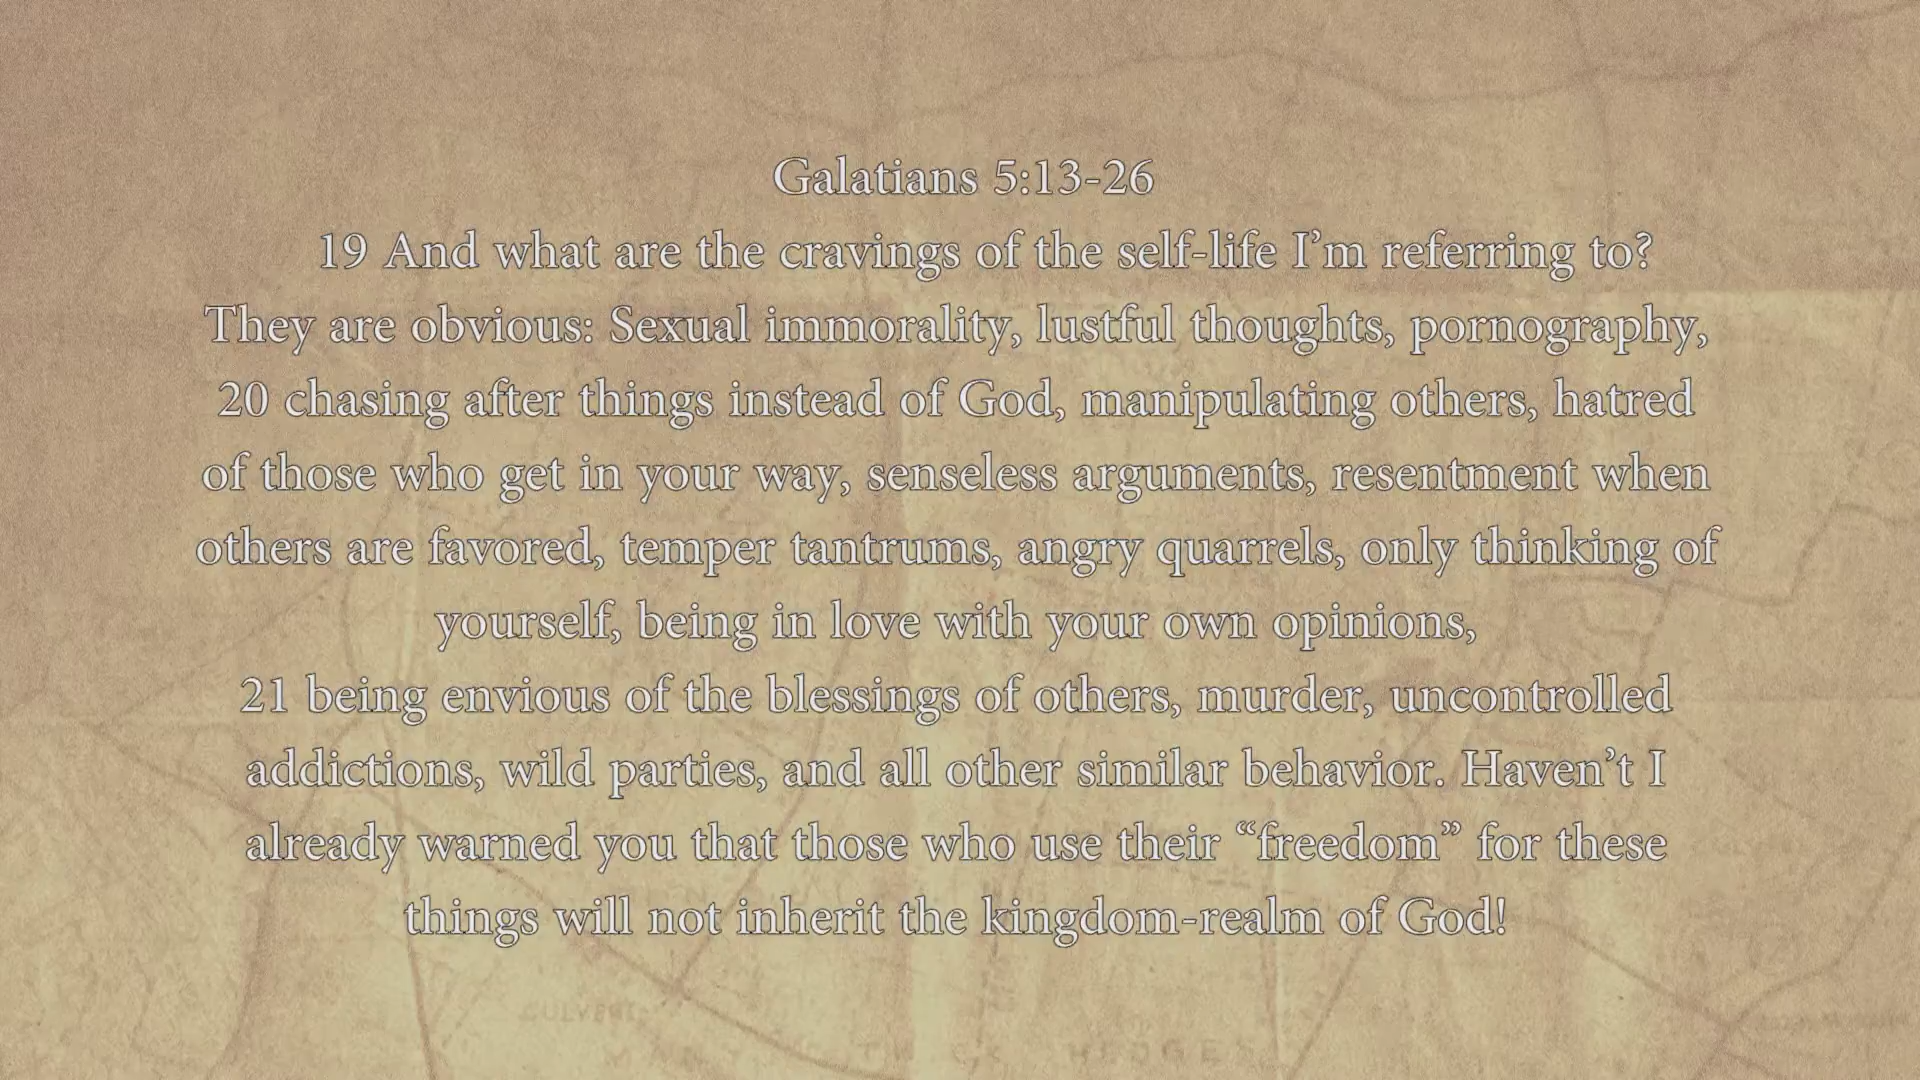 Galatians 5:13-26
19 And what are the cravings of the self-life I’m referring to?
They are obvious: Sexual immorality, lustful thoughts, pornography,
20 chasing after things instead of God, manipulating others, hatred
of those who get in your way, senseless arguments, resentment when
others are favored, temper tantrums, angry quarrels, only thinking of
yourself, being in love with your own opinions,
21 being envious of the blessings of others, murder, uncontrolled
addictions, wild parties, and all other similar behavior. Haven’t I
already warned you that those who use their “freedom” for these
things will not inherit the kingdom-realm of God!
CULVERT
HEDGES